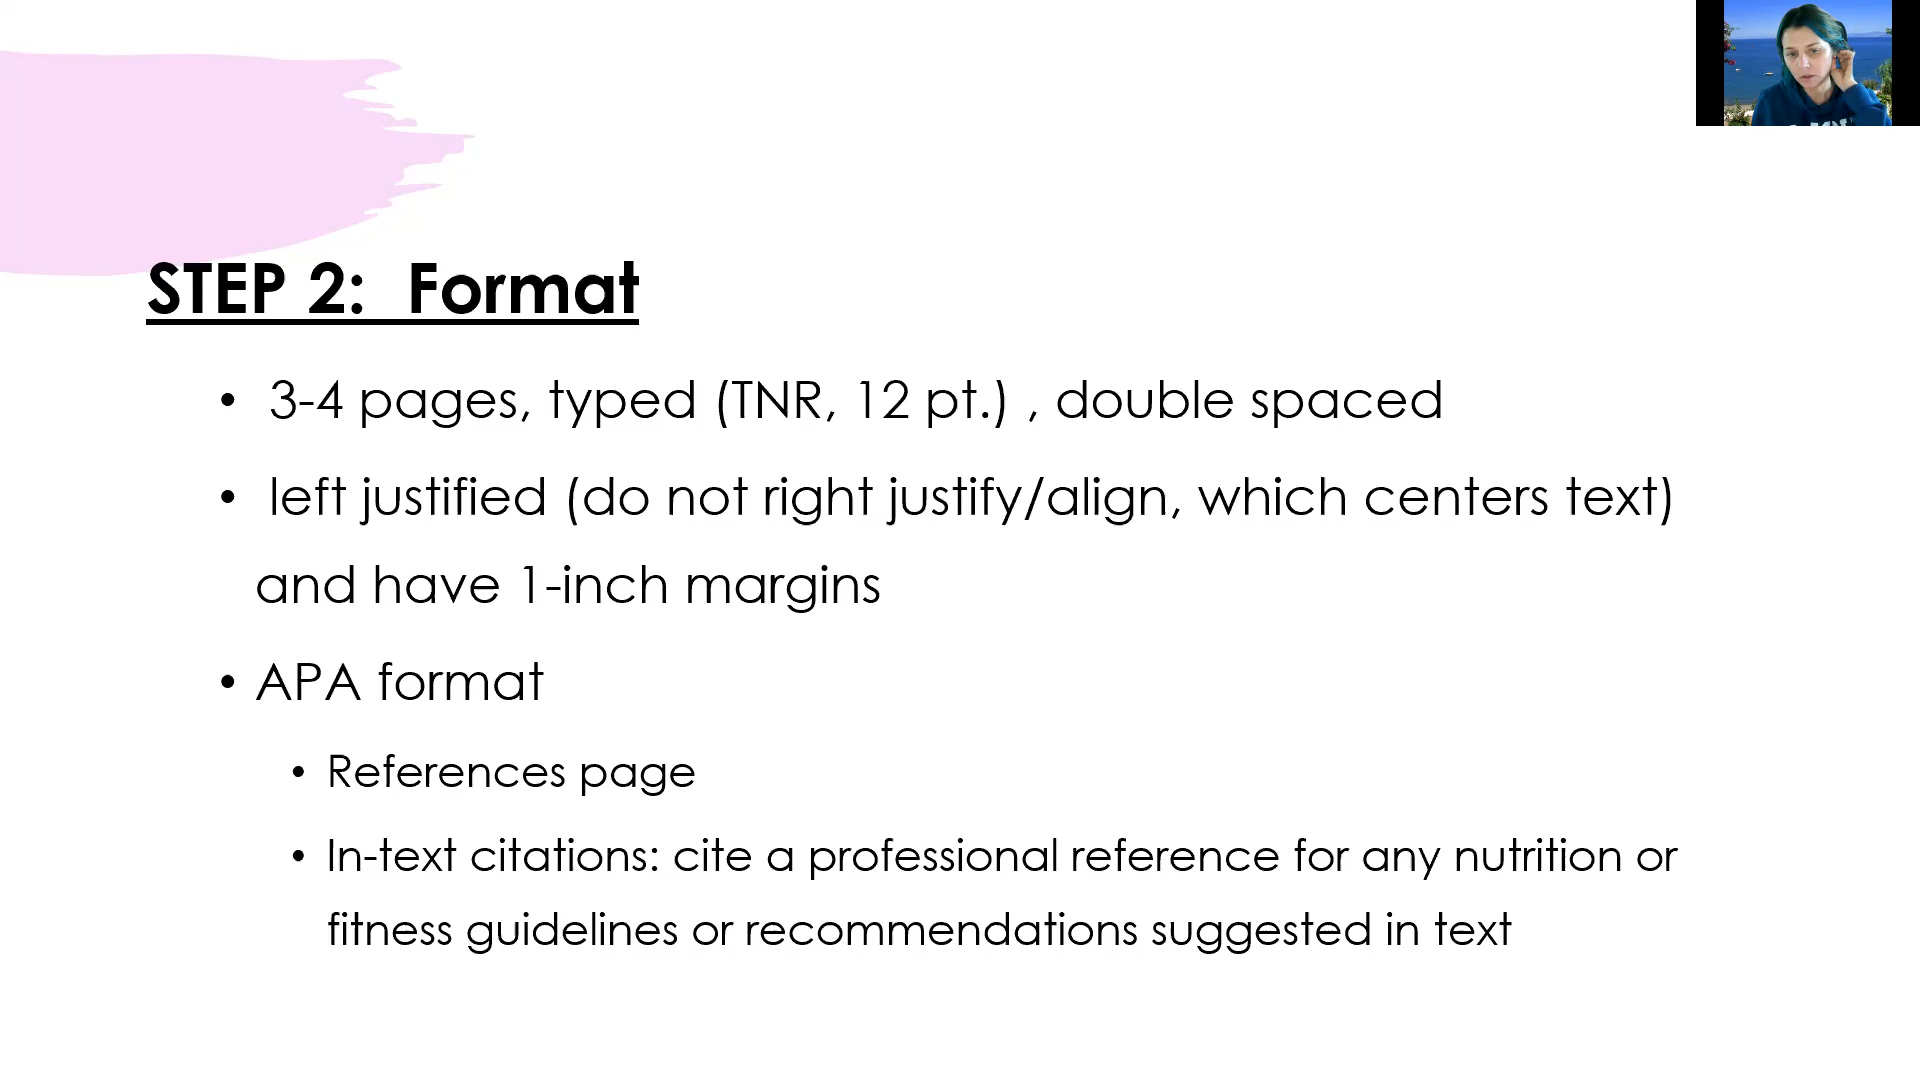 STEP 2:  Format
• 3-4 pages, typed (TNR, 12 pt.) , double spaced
• left justified (do not right justify/align, which centers text)
and have 1-inch margins
• APA format
• References page
• In-text citations: cite a professional reference for any nutrition or
fitness guidelines or recommendations suggested in text